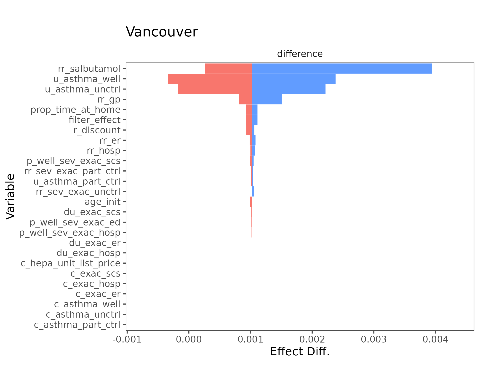 Vancouver
difference
rr_salbutamol
u_asthma_well
u_asthma_unctrl
rr_gp
prop_time_at_home
filter_effect
r_discount
rr_er
rr_hosp
p_well_sev_exac_scs
rr_sev_exac_part_ctrl
u_asthma_part_ctrl
rr_sev_exac_unctrl
age_init
du_exac_scs
p_well_sev_exac_ed
p_well_sev_exac_hosp
du_exac_er
du_exac_hosp
c_hepa_unit_list_price
c_exac_scs
c_exac_hosp
c_exac_er
c_asthma_well
c_asthma_unctrl
c_asthma_part_ctrl
Variable
-0.001 0.000 0.001 0.002 0.003 0.004
Effect Diff.